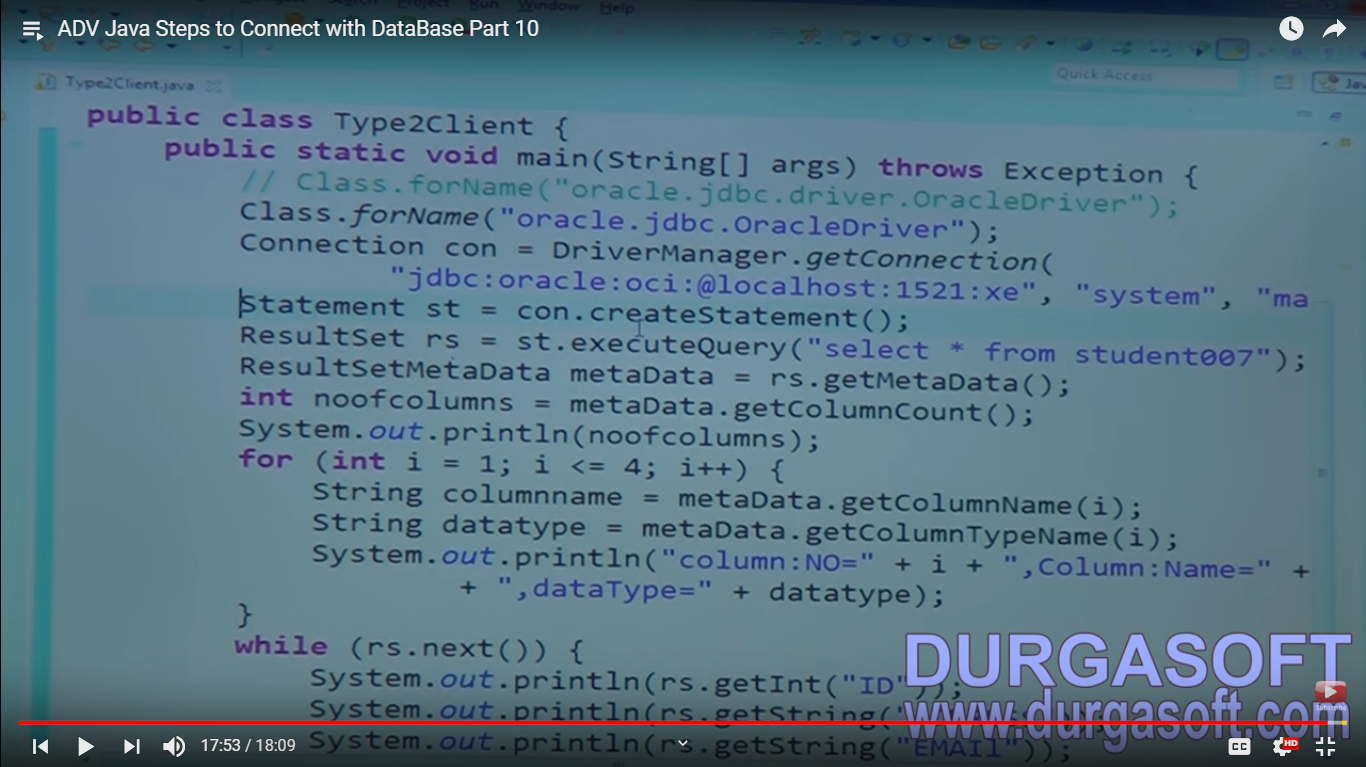 ADV Java Steps to Connect with DataBase Part 10
Project Run Window Help
Quick Access
Type2Client.java
public class Type2Client {
public static void main(String[] args) throws Exception {
// Class.forName("oracle.jdbc.driver.OracleDriver");
Class.forName("oracle.jdbc.OracleDriver");
Connection con = DriverManager.getConnection(
"jdbc:oracle:oci:@localhost:1521:xe", "system", "ma
Statement st = con.createStatement();
ResultSet rs = st.executeQuery("select * from student007");
ResultSetMetaData metaData = rs.getMetaData();
int noofcolumns = metaData.getColumnCount();
System.out.println(noofcolumns);
for (int i = 1; i <= 4; i++) {
String columnname = metaData.getColumnName(i);
String datatype = metaData.getColumnTypeName(i);
System.out.println("column:NO=" + i + ",Column:Name=" +
+ ",dataType=" + datatype);
}
while (rs.next()) {
System.out.println(rs.getInt("ID"));
System.out.println(rs.getString(
System.out.println(rs.getString("EMAIl"));
DURGASOFT
www.durgasoft.com
Subscribe
17:53 / 18:09
CC
HD